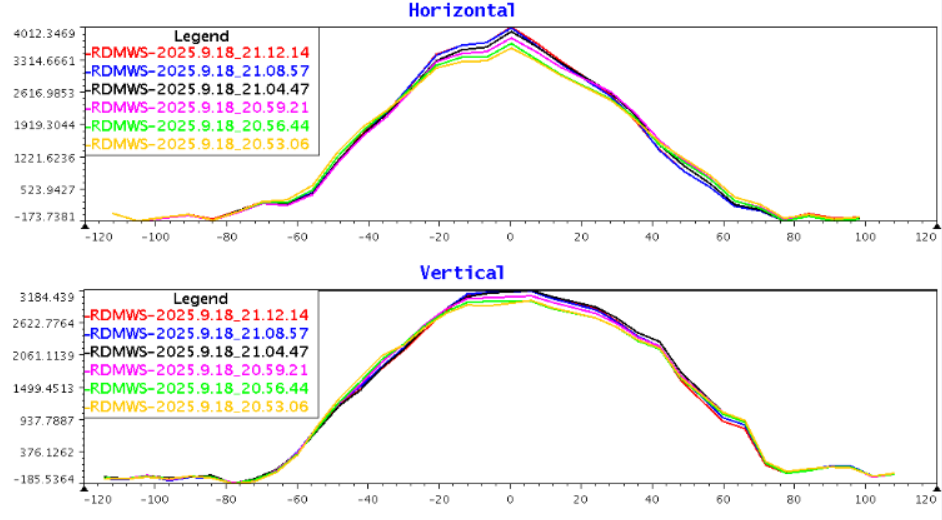 Horizontal
4012.3469
3314.6661
2616.9853
1919.3044
1221.6236
523.9427
-173.7381
Legend
-RDMWS-2025.9.18_21.12.14
-RDMWS-2025.9.18_21.08.57
-RDMWS-2025.9.18_21.04.47
-RDMWS-2025.9.18_20.59.21
-RDMWS-2025.9.18_20.56.44
-RDMWS-2025.9.18_20.53.06
-120 -100 -80 -60 -40 -20 0 20 40 60 80 100 120
Vertical
3184.439
2622.7764
2061.1139
1499.4513
937.7887
376.1262
-185.5364
Legend
-RDMWS-2025.9.18_21.12.14
-RDMWS-2025.9.18_21.08.57
-RDMWS-2025.9.18_21.04.47
-RDMWS-2025.9.18_20.59.21
-RDMWS-2025.9.18_20.56.44
-RDMWS-2025.9.18_20.53.06
-120 -100 -80 -60 -40 -20 0 20 40 60 80 100 120